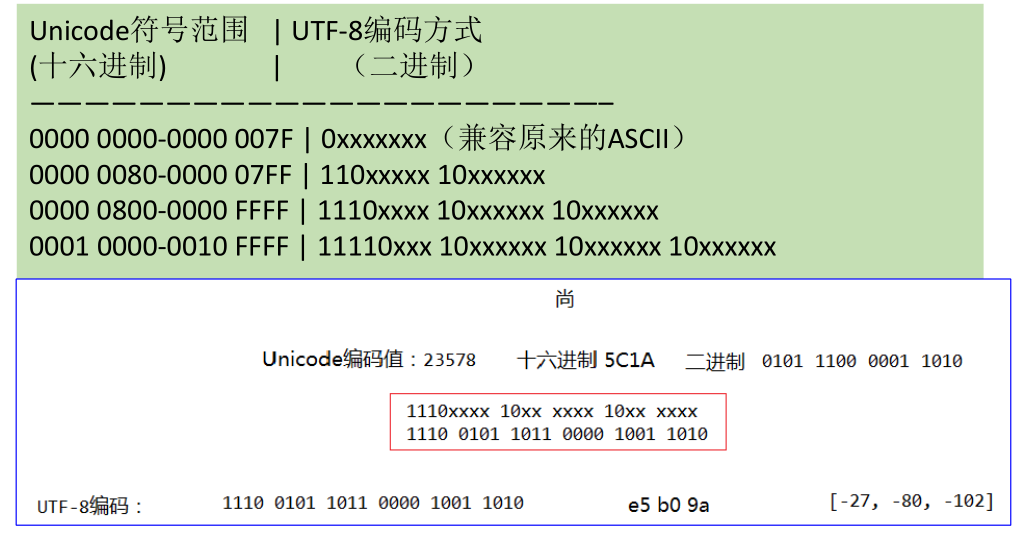 Unicode符号范围 | UTF-8编码方式
(十六进制) | （二进制）
——————————————————————–
0000 0000-0000 007F | 0xxxxxxx（兼容原来的ASCII）
0000 0080-0000 07FF | 110xxxxx 10xxxxxx
0000 0800-0000 FFFF | 1110xxxx 10xxxxxx 10xxxxxx
0001 0000-0010 FFFF | 11110xxx 10xxxxxx 10xxxxxx 10xxxxxx
尚
Unicode编码值：23578 十六进制 5C1A 二进制 0101 1100 0001 1010
1110xxxx 10xx xxxx 10xx xxxx
1110 0101 1011 0000 1001 1010
UTF-8编码： 1110 0101 1011 0000 1001 1010 e5 b0 9a [-27, -80, -102]